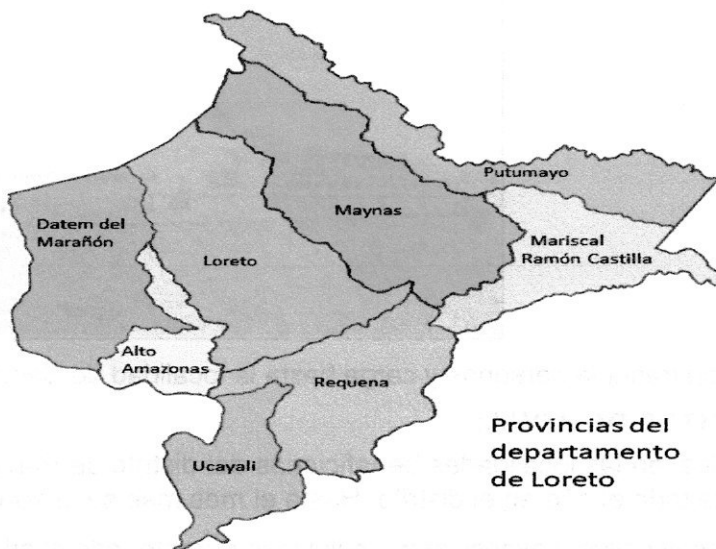 Putumayo
Maynas
Datem del
Marañón
Mariscal
Ramón Castilla
Loreto
Alto
Amazonas
Requena
Ucayali
Provincias del
departamento
de Loreto